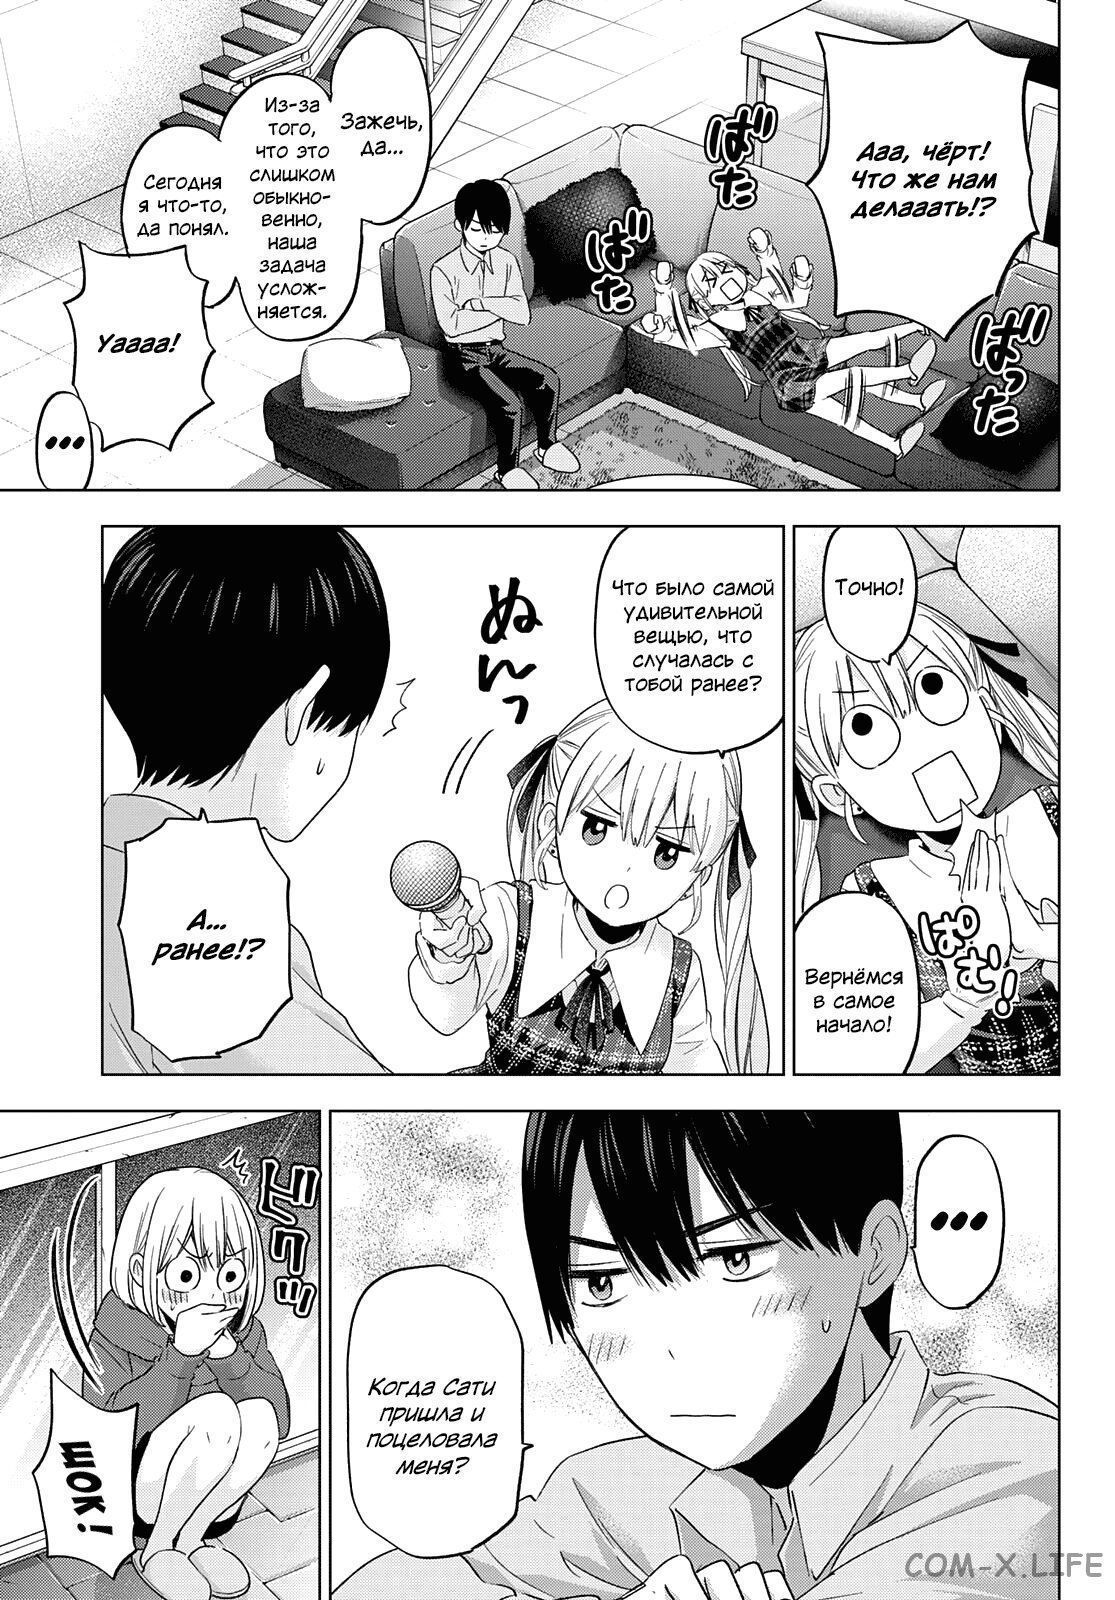 Ааа, чёрт!
Что же нам
делааать!?
ばた
ばた
ばっ
た
Зажечь,
да...
Из-за
того,
что это
слишком
обыкно-
венно,
наша
задача
услож-
няется.
Сегодня
я что-то,
да понял.
Уаааа!
...
Точно!
ぱむ!
Вернёмся
в самое
начало!
Что было самой
удивительной
вещью, что
случалась с
тобой ранее?
ぬんっ
А...
ранее!?
...
Когда Сати
пришла и
поцеловала
меня?
ドクッ
ШОК!
COM-X.LIFE